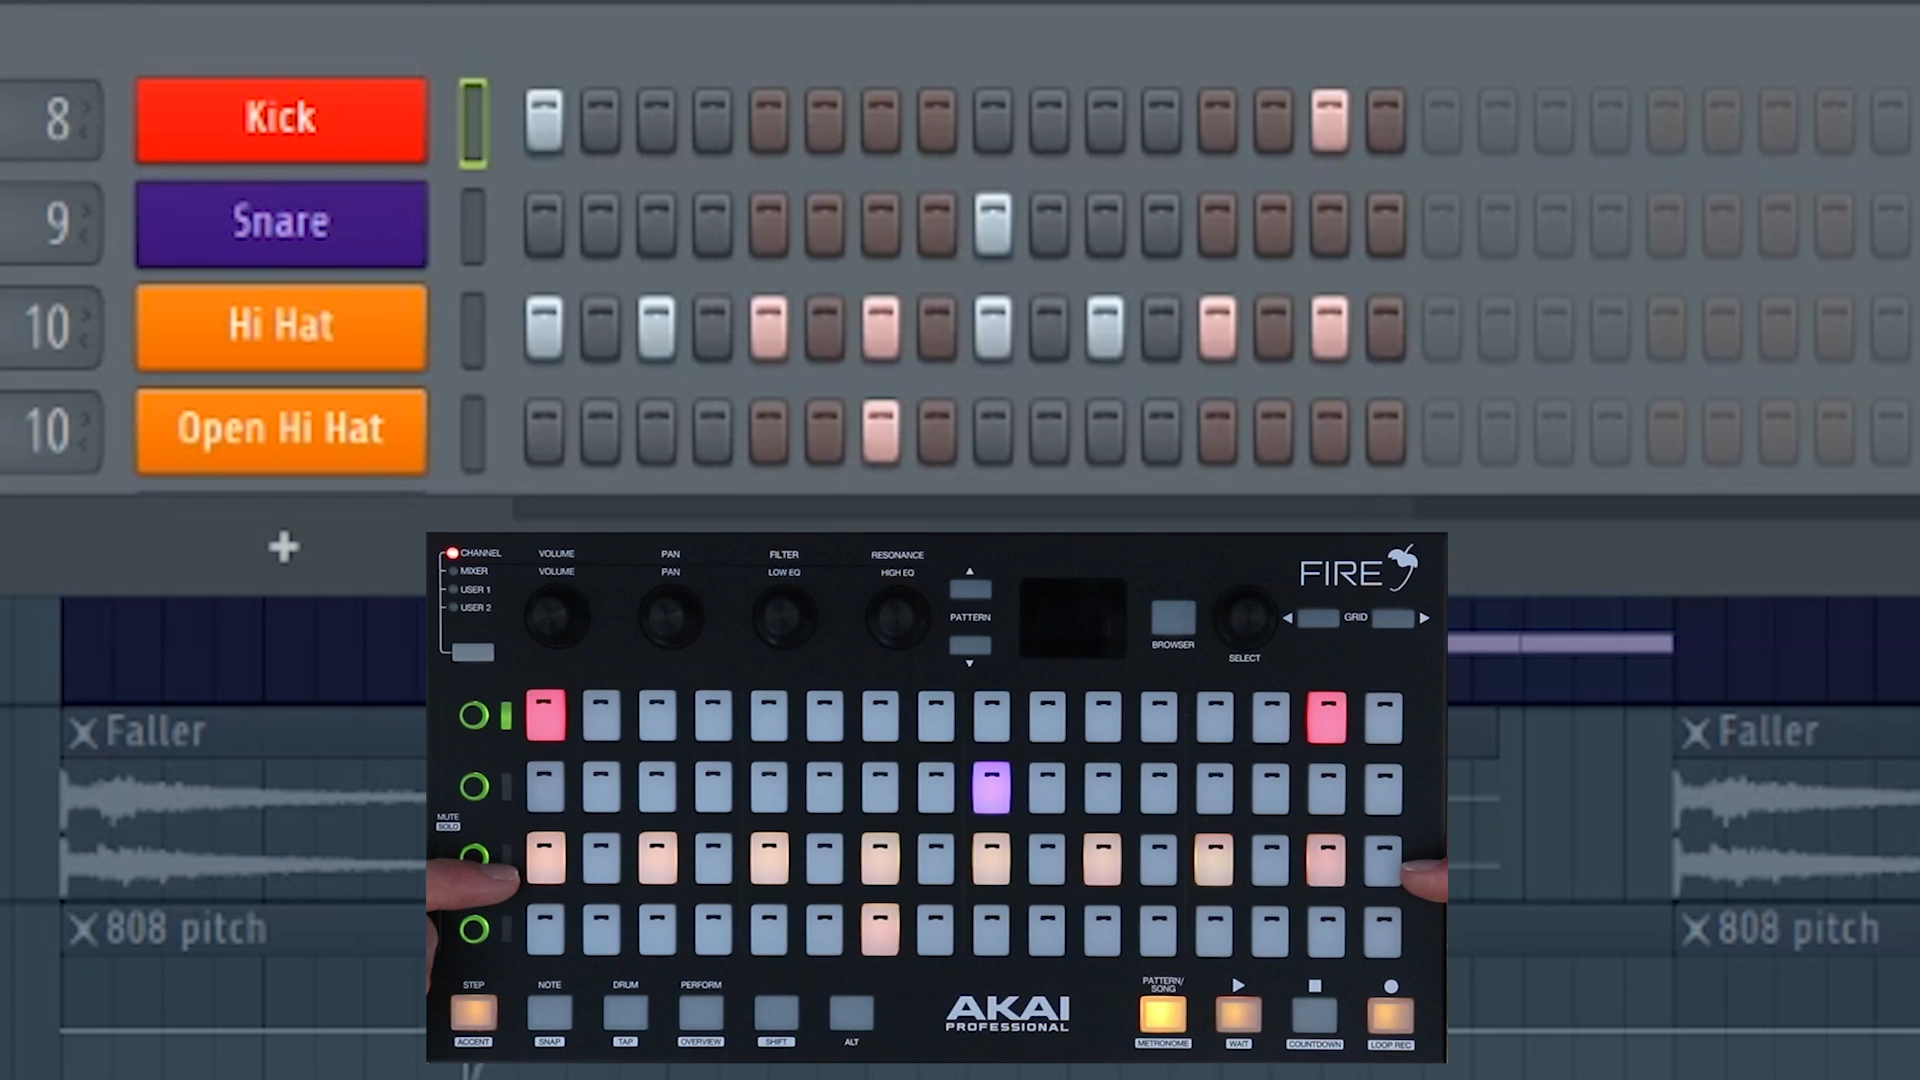 8 Kick
9 Snare
10 Hi Hat
10 Open Hi Hat
+
CHANNEL VOLUME PAN FILTER RESONANCE
MIXER VOLUME PAN LOW EQ HIGH EQ
USER 1
USER 2
PATTERN
BROWSER
SELECT
GRID
FIRE
MUTE
SOLO
Faller
Faller
808 pitch
808 pitch
STEP NOTE DRUM PERFORM
PATTERN/
SONG
AKAI
PROFESSIONAL
ACCENT SNAP TAP OVERVIEW SHIFT ALT
METRONOME WAIT COUNTDOWN LOOP REC